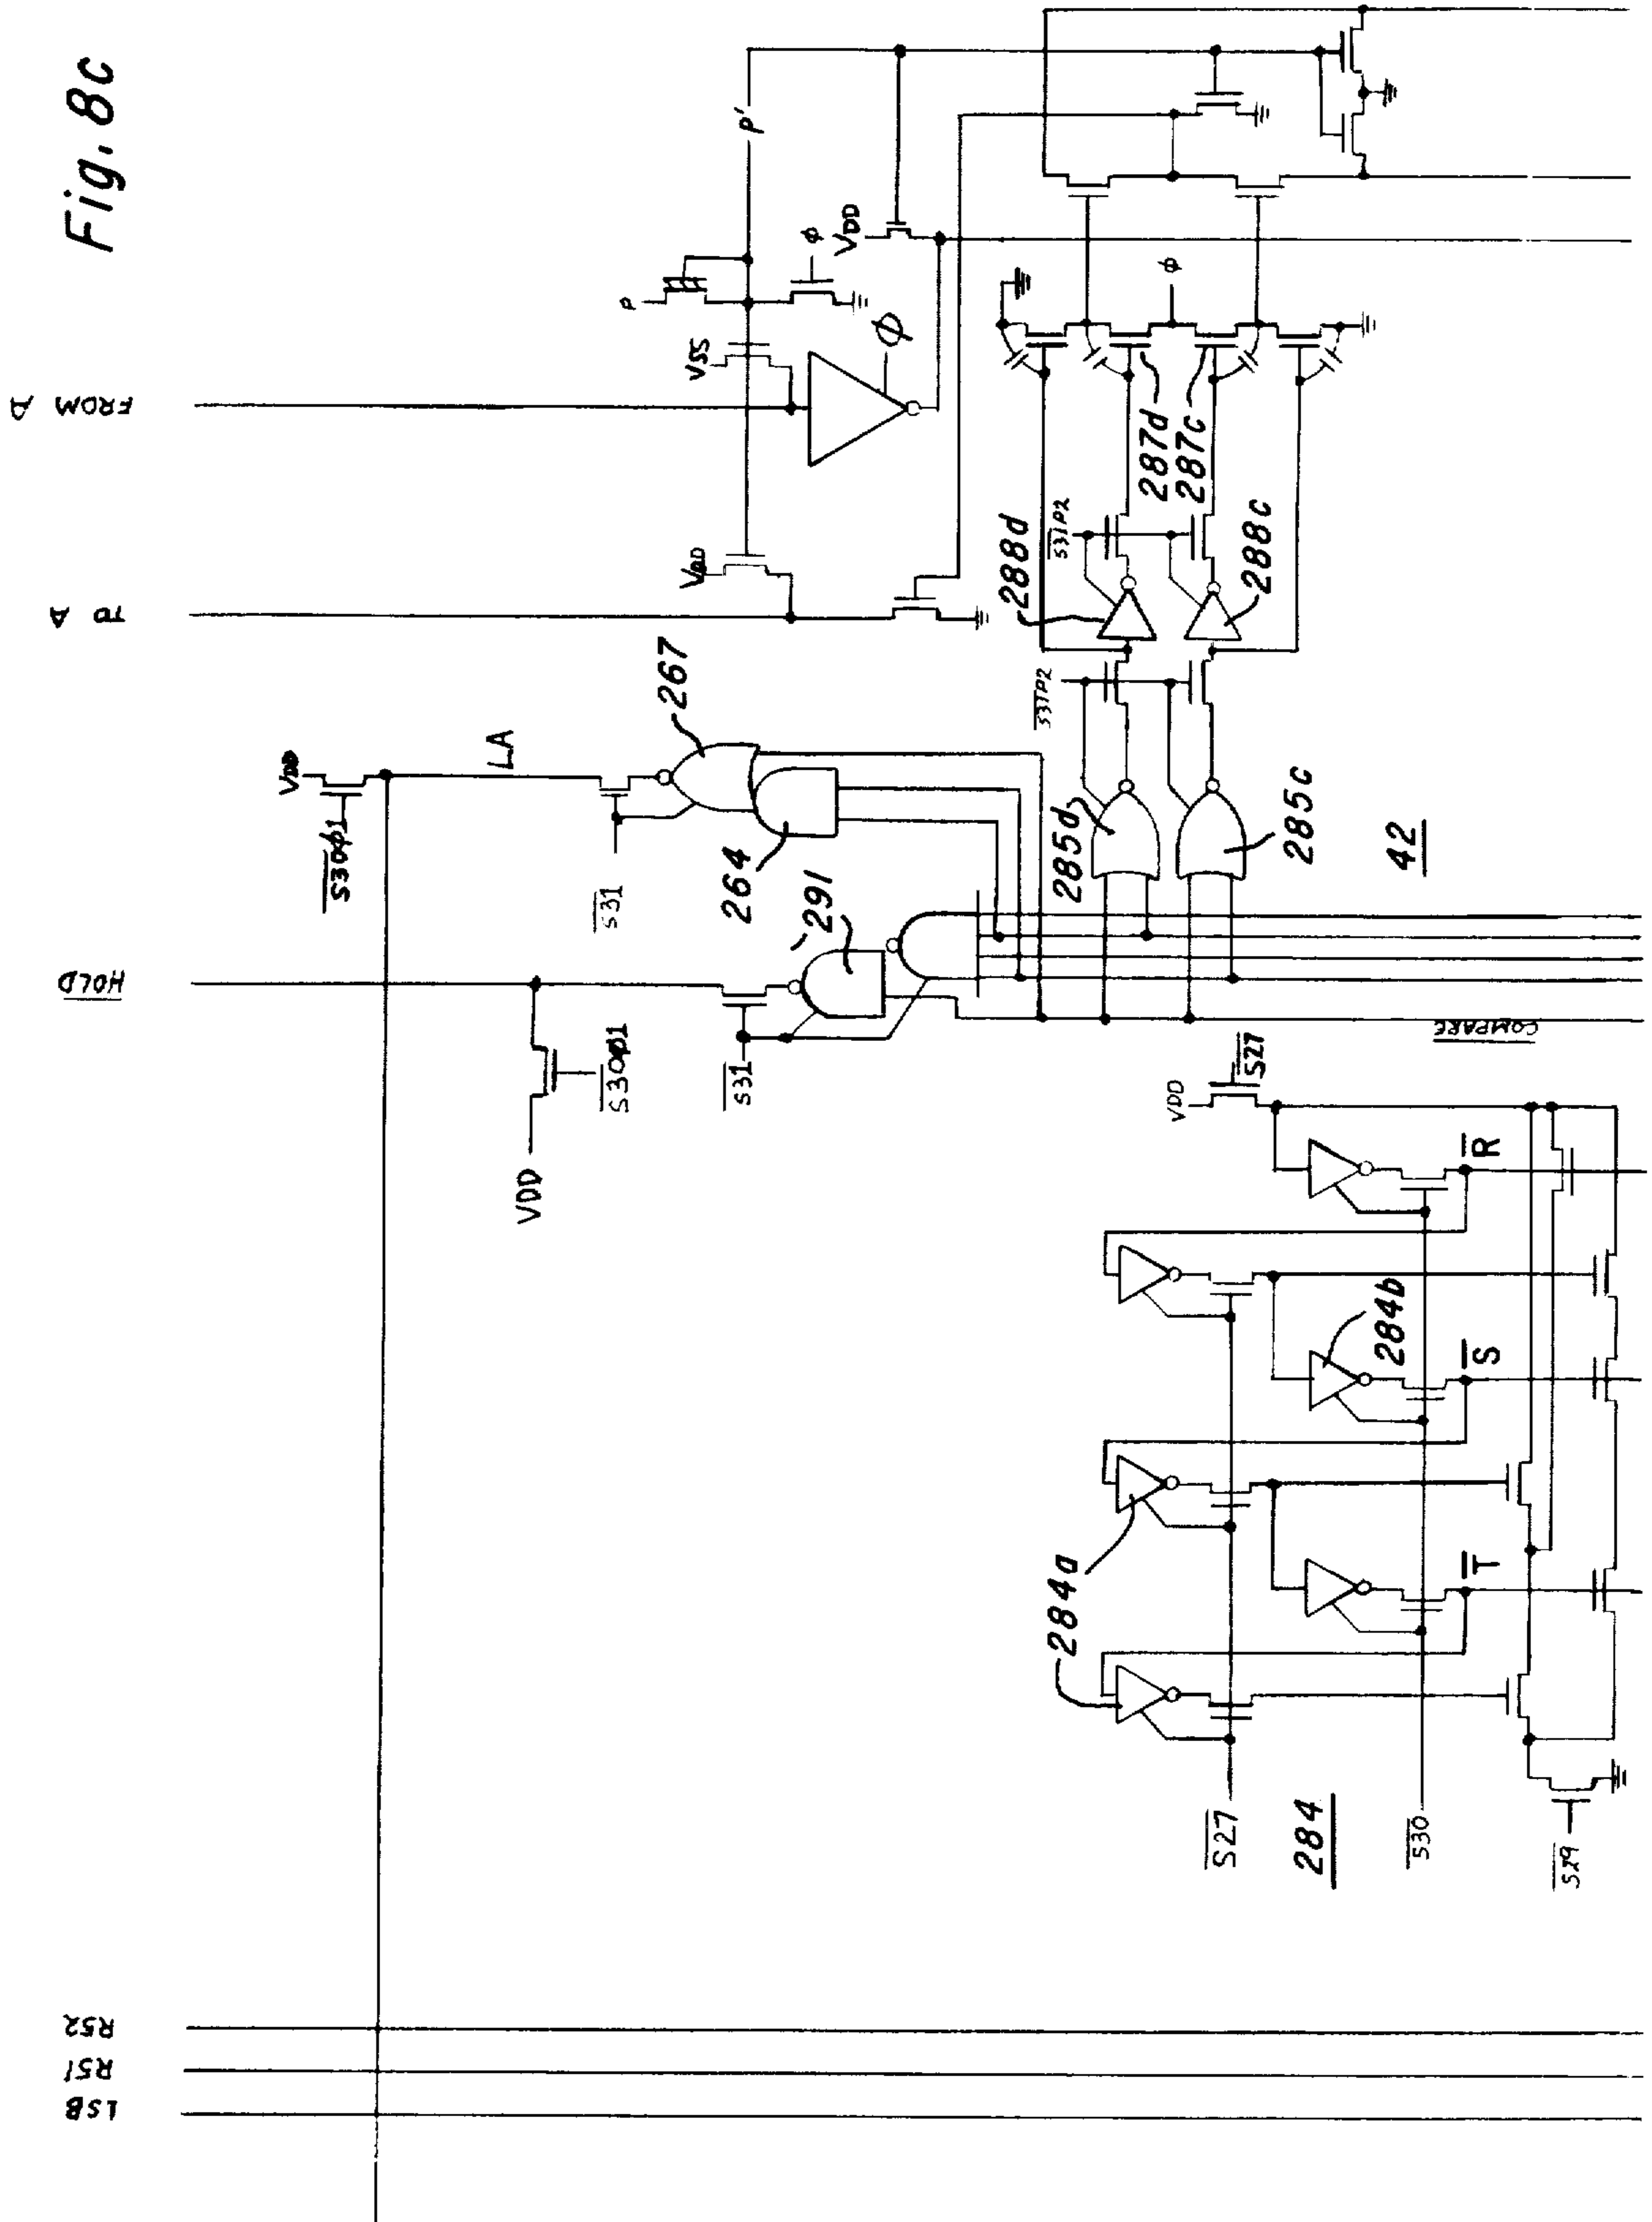 Fig. 8c
FROM A
TO A
HOLD
P
P'
VSS
φ
VDD
φ
VDD
φ
287d
287c
S31P2
288d
288c
267
LA
VDD
S30φ1
S31
264
291
285d
285c
42
S31
S30φ1
VDD
COMPARE
S27
VDD
R
284b
S
284a
T
S27
284
S30
S29
RS2
RS1
LSB